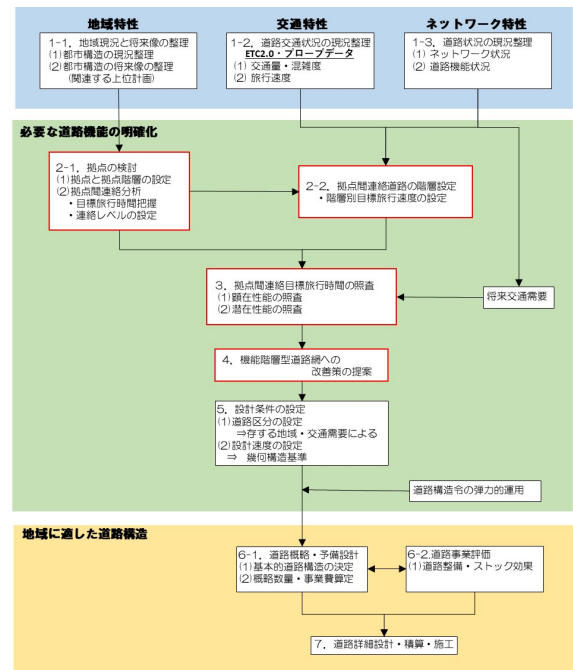 地域特性
交通特性
ネットワーク特性
1-1．地域現況と将来像の整理
(1)都市構造の現況整理
(2)都市構造の将来像の整理
(関連する上位計画)
1-2．道路交通状況の現況整理
ETC2.0・プローブデータ
(1) 交通量・混雑度
(2) 旅行速度
1-3．道路状況の現況整理
(1) ネットワーク状況
(2) 道路機能状況
必要な道路機能の明確化
2-1．拠点の検討
(1)拠点と拠点階層の設定
(2)拠点間連絡分析
・目標旅行時間把握
・連絡レベルの設定
2-2．拠点間連絡道路の階層設定
・階層別目標旅行速度の設定
3．拠点間連絡目標旅行時間の照査
(1)顕在性能の照査
(2)潜在性能の照査
将来交通需要
4．機能階層型道路網への
改善策の提案
5．設計条件の設定
(1)道路区分の設定
⇒存する地域・交通需要による
(2)設計速度の設定
⇒ 幾何構造基準
道路構造令の弾力的運用
地域に適した道路構造
6-1．道路概略・予備設計
(1)基本的道路構造の決定
(2)概略数量・事業費算定
6-2.道路事業評価
(1)道路整備・ストック効果
7．道路詳細設計・積算・施工